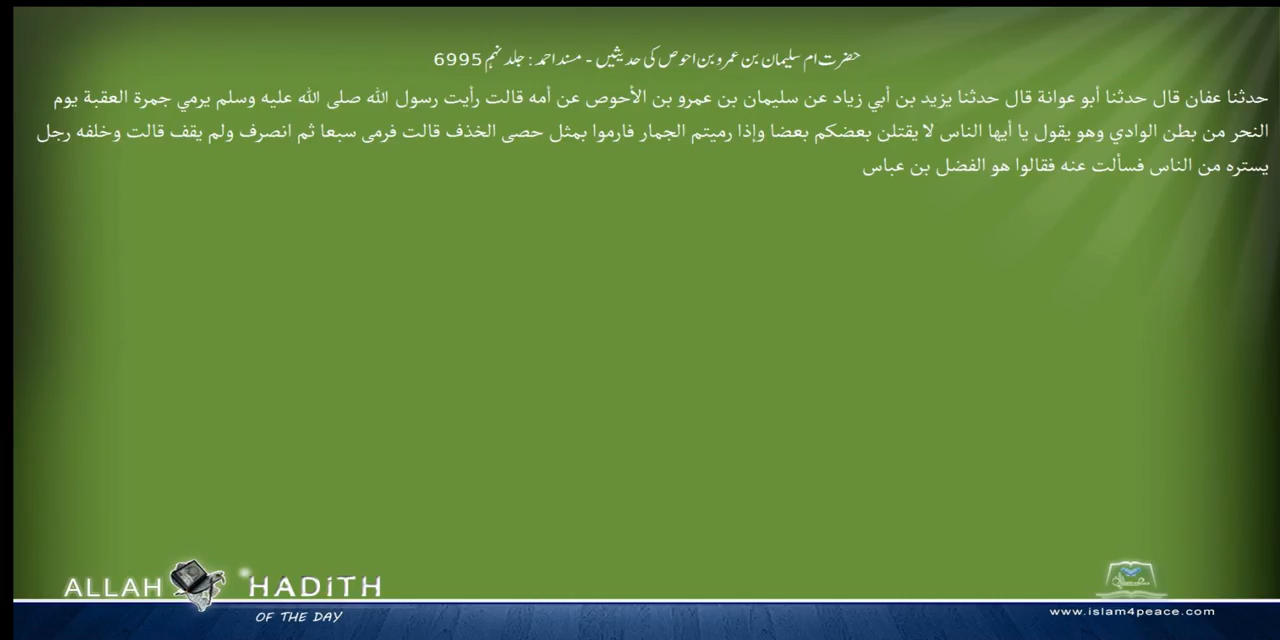 حضرت ام سلیمان بن عمرو بن احوص کی حدیثیں - مسند احمد : جلد نہم 6995
حدثنا عفان قال حدثنا أبو عوانة قال حدثنا يزيد بن أبي زياد عن سليمان بن عمرو بن الأحوص عن أمه قالت رأيت رسول الله صلى الله عليه وسلم يرمي جمرة العقبة يوم
النحر من بطن الوادي وهو يقول يا أيها الناس لا يقتلن بعضكم بعضا وإذا رميتم الجمار فارموا بمثل حصى الخذف قالت فرمى سبعا ثم انصرف ولم يقف قالت وخلفه رجل
يستره من الناس فسألت عنه فقالوا هو الفضل بن عباس
ALLAH HADITH
OF THE DAY
www.islam4peace.com